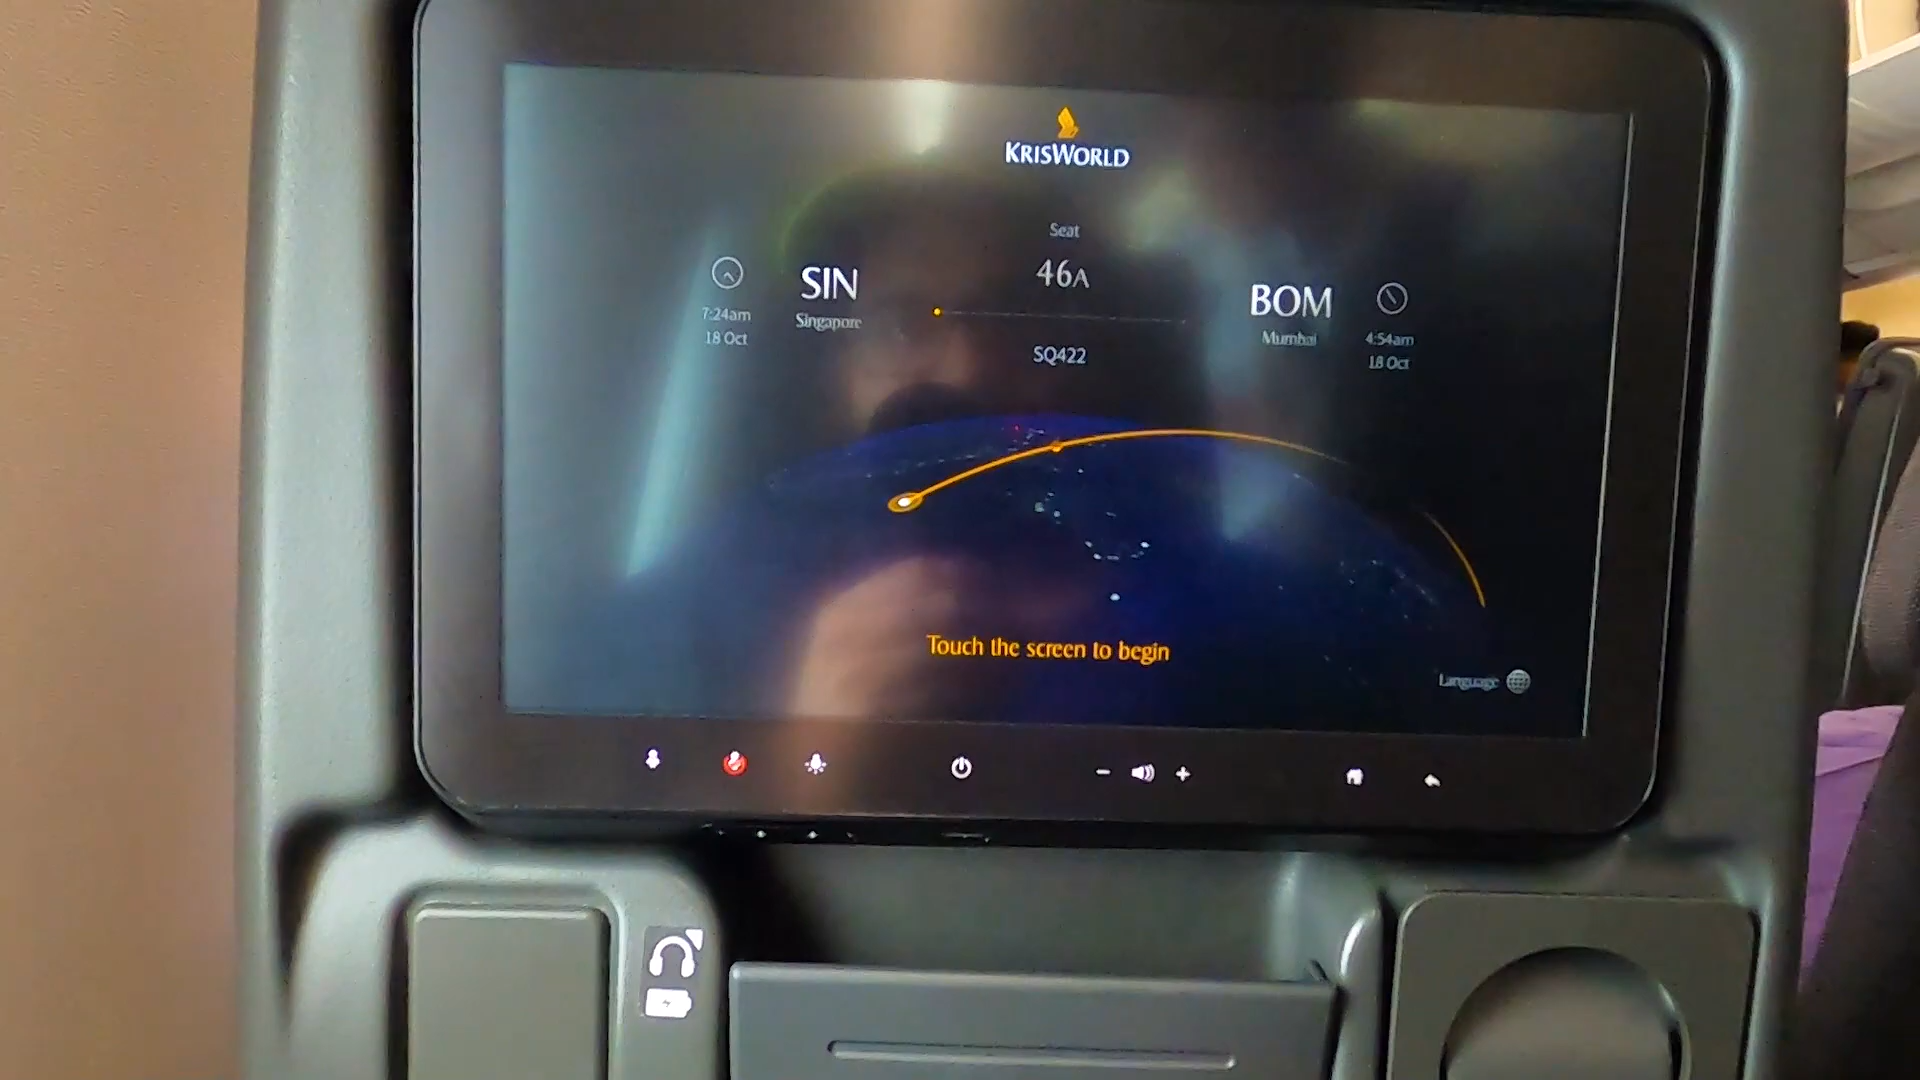 KRISWORLD
Seat
46A
SIN
Singapore
7:24am
18 Oct
BOM
Mumbai
4:54am
18 Oct
SQ422
Touch the screen to begin
Language